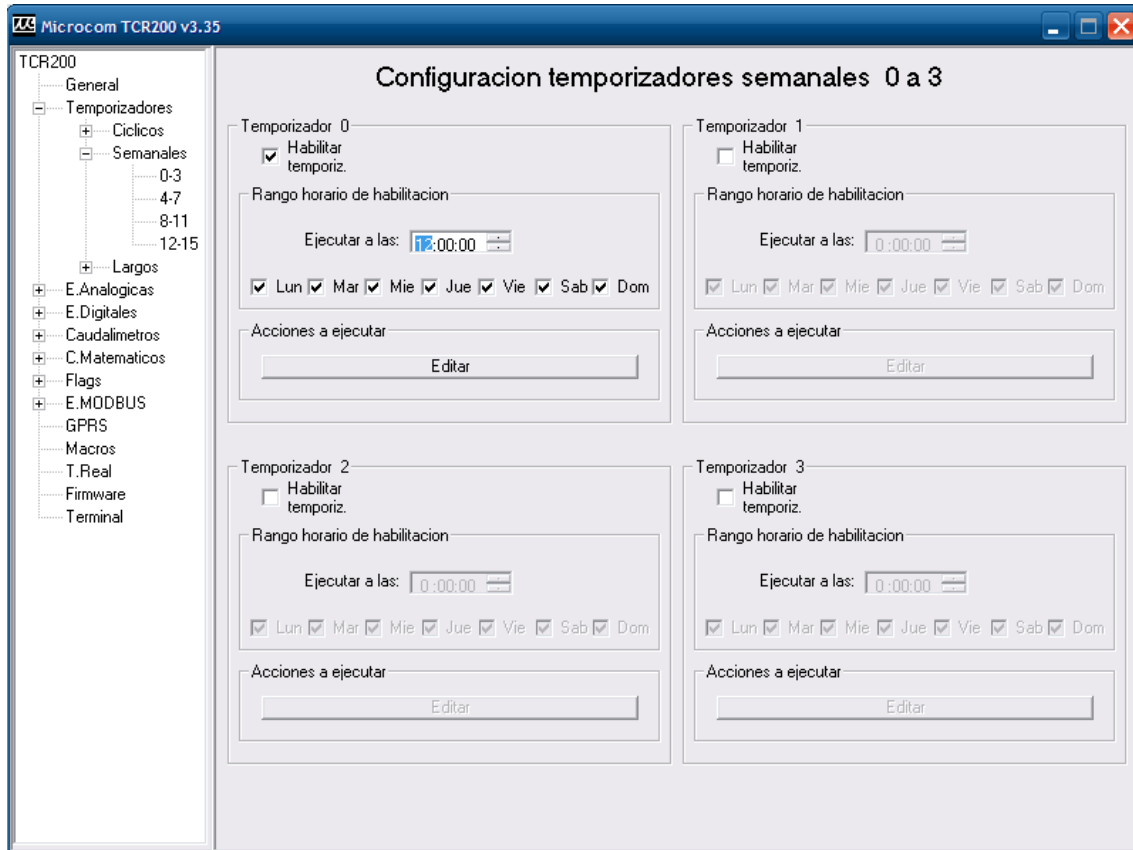 Microcom TCR200 v3.35
TCR200
General
Temporizadores
Ciclicos
Semanales
0-3
4-7
8-11
12-15
Largos
E.Analogicas
E.Digitales
Caudalimetros
C.Matematicos
Flags
E.MODBUS
GPRS
Macros
T.Real
Firmware
Terminal
Configuracion temporizadores semanales 0 a 3
Temporizador 0
Habilitar
temporiz.
Rango horario de habilitacion
Ejecutar a las: 12:00:00
Lun Mar Mie Jue Vie Sab Dom
Acciones a ejecutar
Editar
Temporizador 1
Habilitar
temporiz.
Rango horario de habilitacion
Ejecutar a las: 0 :00:00
Lun Mar Mie Jue Vie Sab Dom
Acciones a ejecutar
Editar
Temporizador 2
Habilitar
temporiz.
Rango horario de habilitacion
Ejecutar a las: 0 :00:00
Lun Mar Mie Jue Vie Sab Dom
Acciones a ejecutar
Editar
Temporizador 3
Habilitar
temporiz.
Rango horario de habilitacion
Ejecutar a las: 0 :00:00
Lun Mar Mie Jue Vie Sab Dom
Acciones a ejecutar
Editar